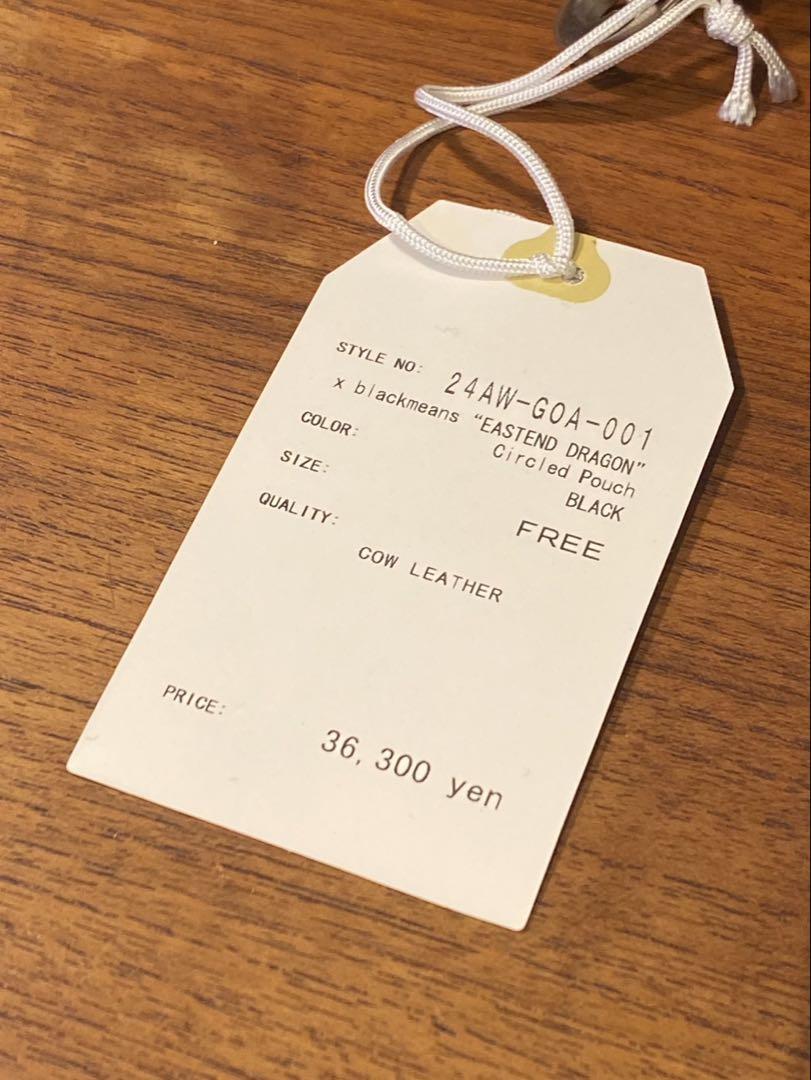 STYLE NO: 24AW-GOA-001
x blackmeans "EASTEND DRAGON"
Circled Pouch
COLOR: BLACK
SIZE: FREE
QUALITY:
COW LEATHER
PRICE:
36,300 yen